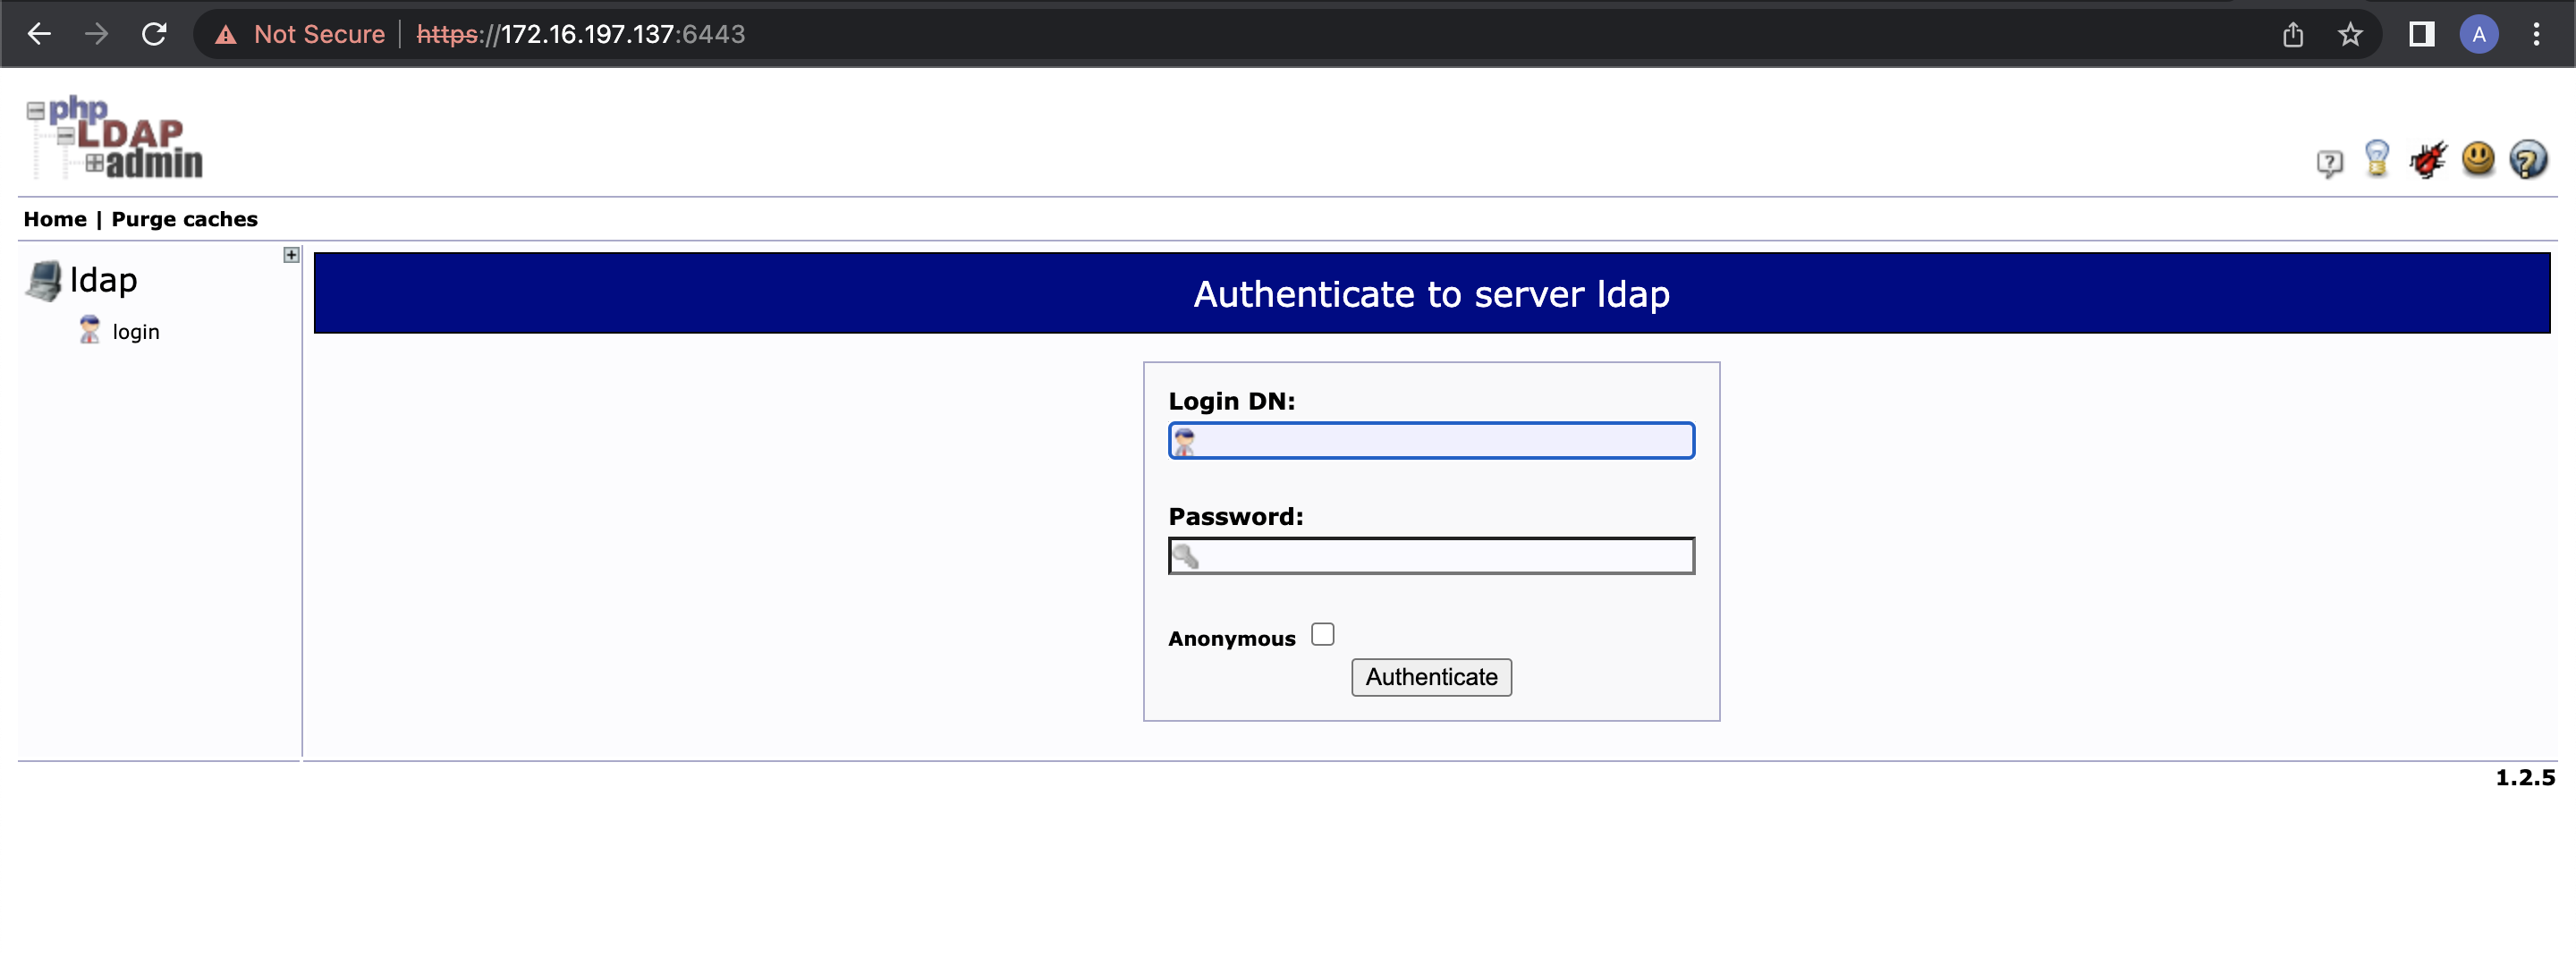 Not Secure | https://172.16.197.137:6443
A
php
LDAP
admin
Home | Purge caches
ldap
login
Authenticate to server ldap
Login DN:
Password:
Anonymous
Authenticate
1.2.5